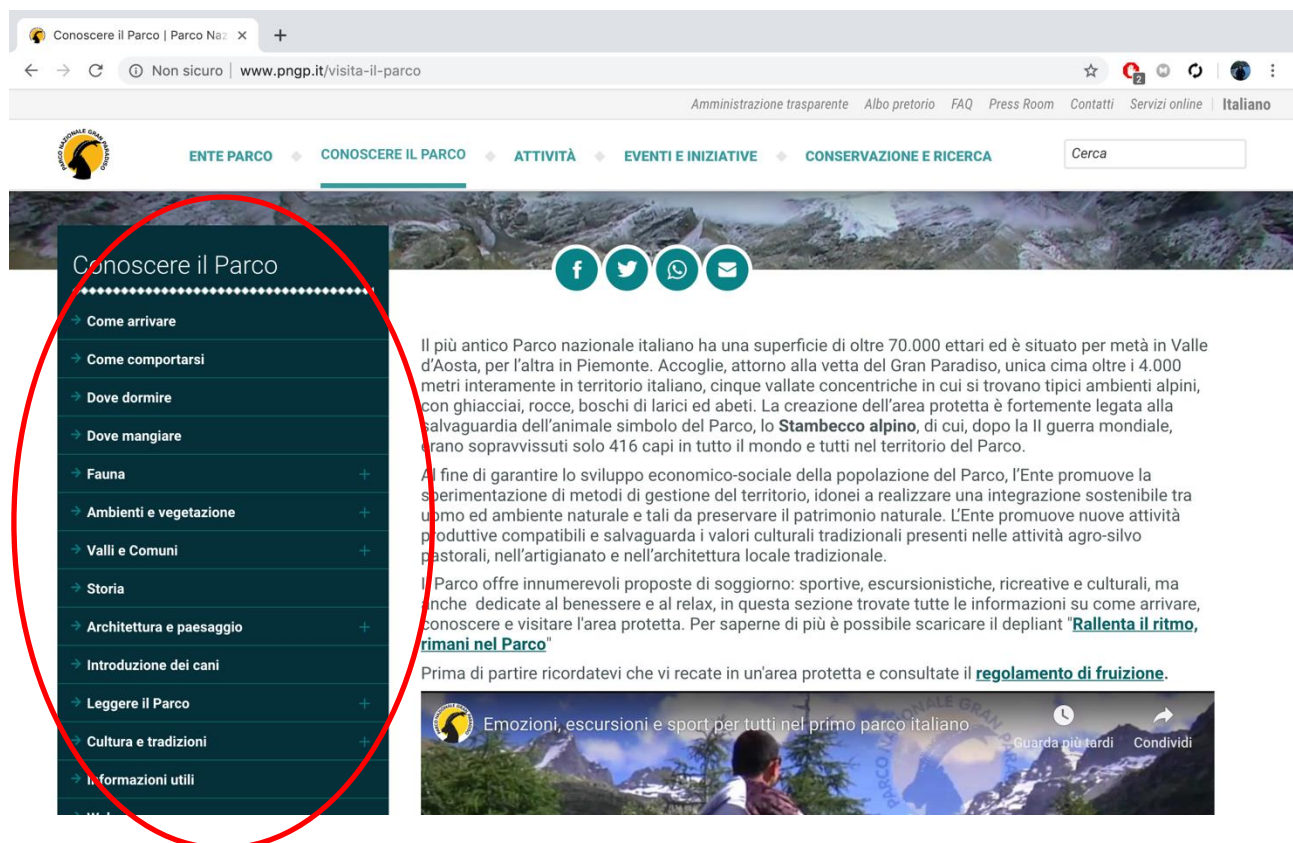 Conoscere il Parco | Parco Naz
Non sicuro | www.pngp.it/visita-il-parco
2
Amministrazione trasparente Albo pretorio FAQ Press Room Contatti Servizi online | Italiano
PARCO NAZIONALE GRAN PARADISO
ENTE PARCO CONOSCERE IL PARCO ATTIVITÀ EVENTI E INIZIATIVE CONSERVAZIONE E RICERCA Cerca
Conoscere il Parco
Come arrivare
Come comportarsi
Dove dormire
Dove mangiare
Fauna +
Ambienti e vegetazione +
Valli e Comuni +
Storia
Architettura e paesaggio +
Introduzione dei cani
Leggere il Parco +
Cultura e tradizioni +
Informazioni utili
Il più antico Parco nazionale italiano ha una superficie di oltre 70.000 ettari ed è situato per metà in Valle
d'Aosta, per l'altra in Piemonte. Accoglie, attorno alla vetta del Gran Paradiso, unica cima oltre i 4.000
metri interamente in territorio italiano, cinque vallate concentriche in cui si trovano tipici ambienti alpini,
con ghiacciai, rocce, boschi di larici ed abeti. La creazione dell'area protetta è fortemente legata alla
salvaguardia dell'animale simbolo del Parco, lo Stambecco alpino, di cui, dopo la II guerra mondiale,
erano sopravvissuti solo 416 capi in tutto il mondo e tutti nel territorio del Parco.
Al fine di garantire lo sviluppo economico-sociale della popolazione del Parco, l'Ente promuove la
sperimentazione di metodi di gestione del territorio, idonei a realizzare una integrazione sostenibile tra
uomo ed ambiente naturale e tali da preservare il patrimonio naturale. L'Ente promuove nuove attività
produttive compatibili e salvaguarda i valori culturali tradizionali presenti nelle attività agro-silvo
pastorali, nell'artigianato e nell'architettura locale tradizionale.
Il Parco offre innumerevoli proposte di soggiorno: sportive, escursionistiche, ricreative e culturali, ma
anche dedicate al benessere e al relax, in questa sezione trovate tutte le informazioni su come arrivare,
conoscere e visitare l'area protetta. Per saperne di più è possibile scaricare il depliant "Rallenta il ritmo,
rimani nel Parco"
Prima di partire ricordatevi che vi recate in un'area protetta e consultate il regolamento di fruizione.
Emozioni, escursioni e sport per tutti nel primo parco italiano
Guarda più tardi Condividi